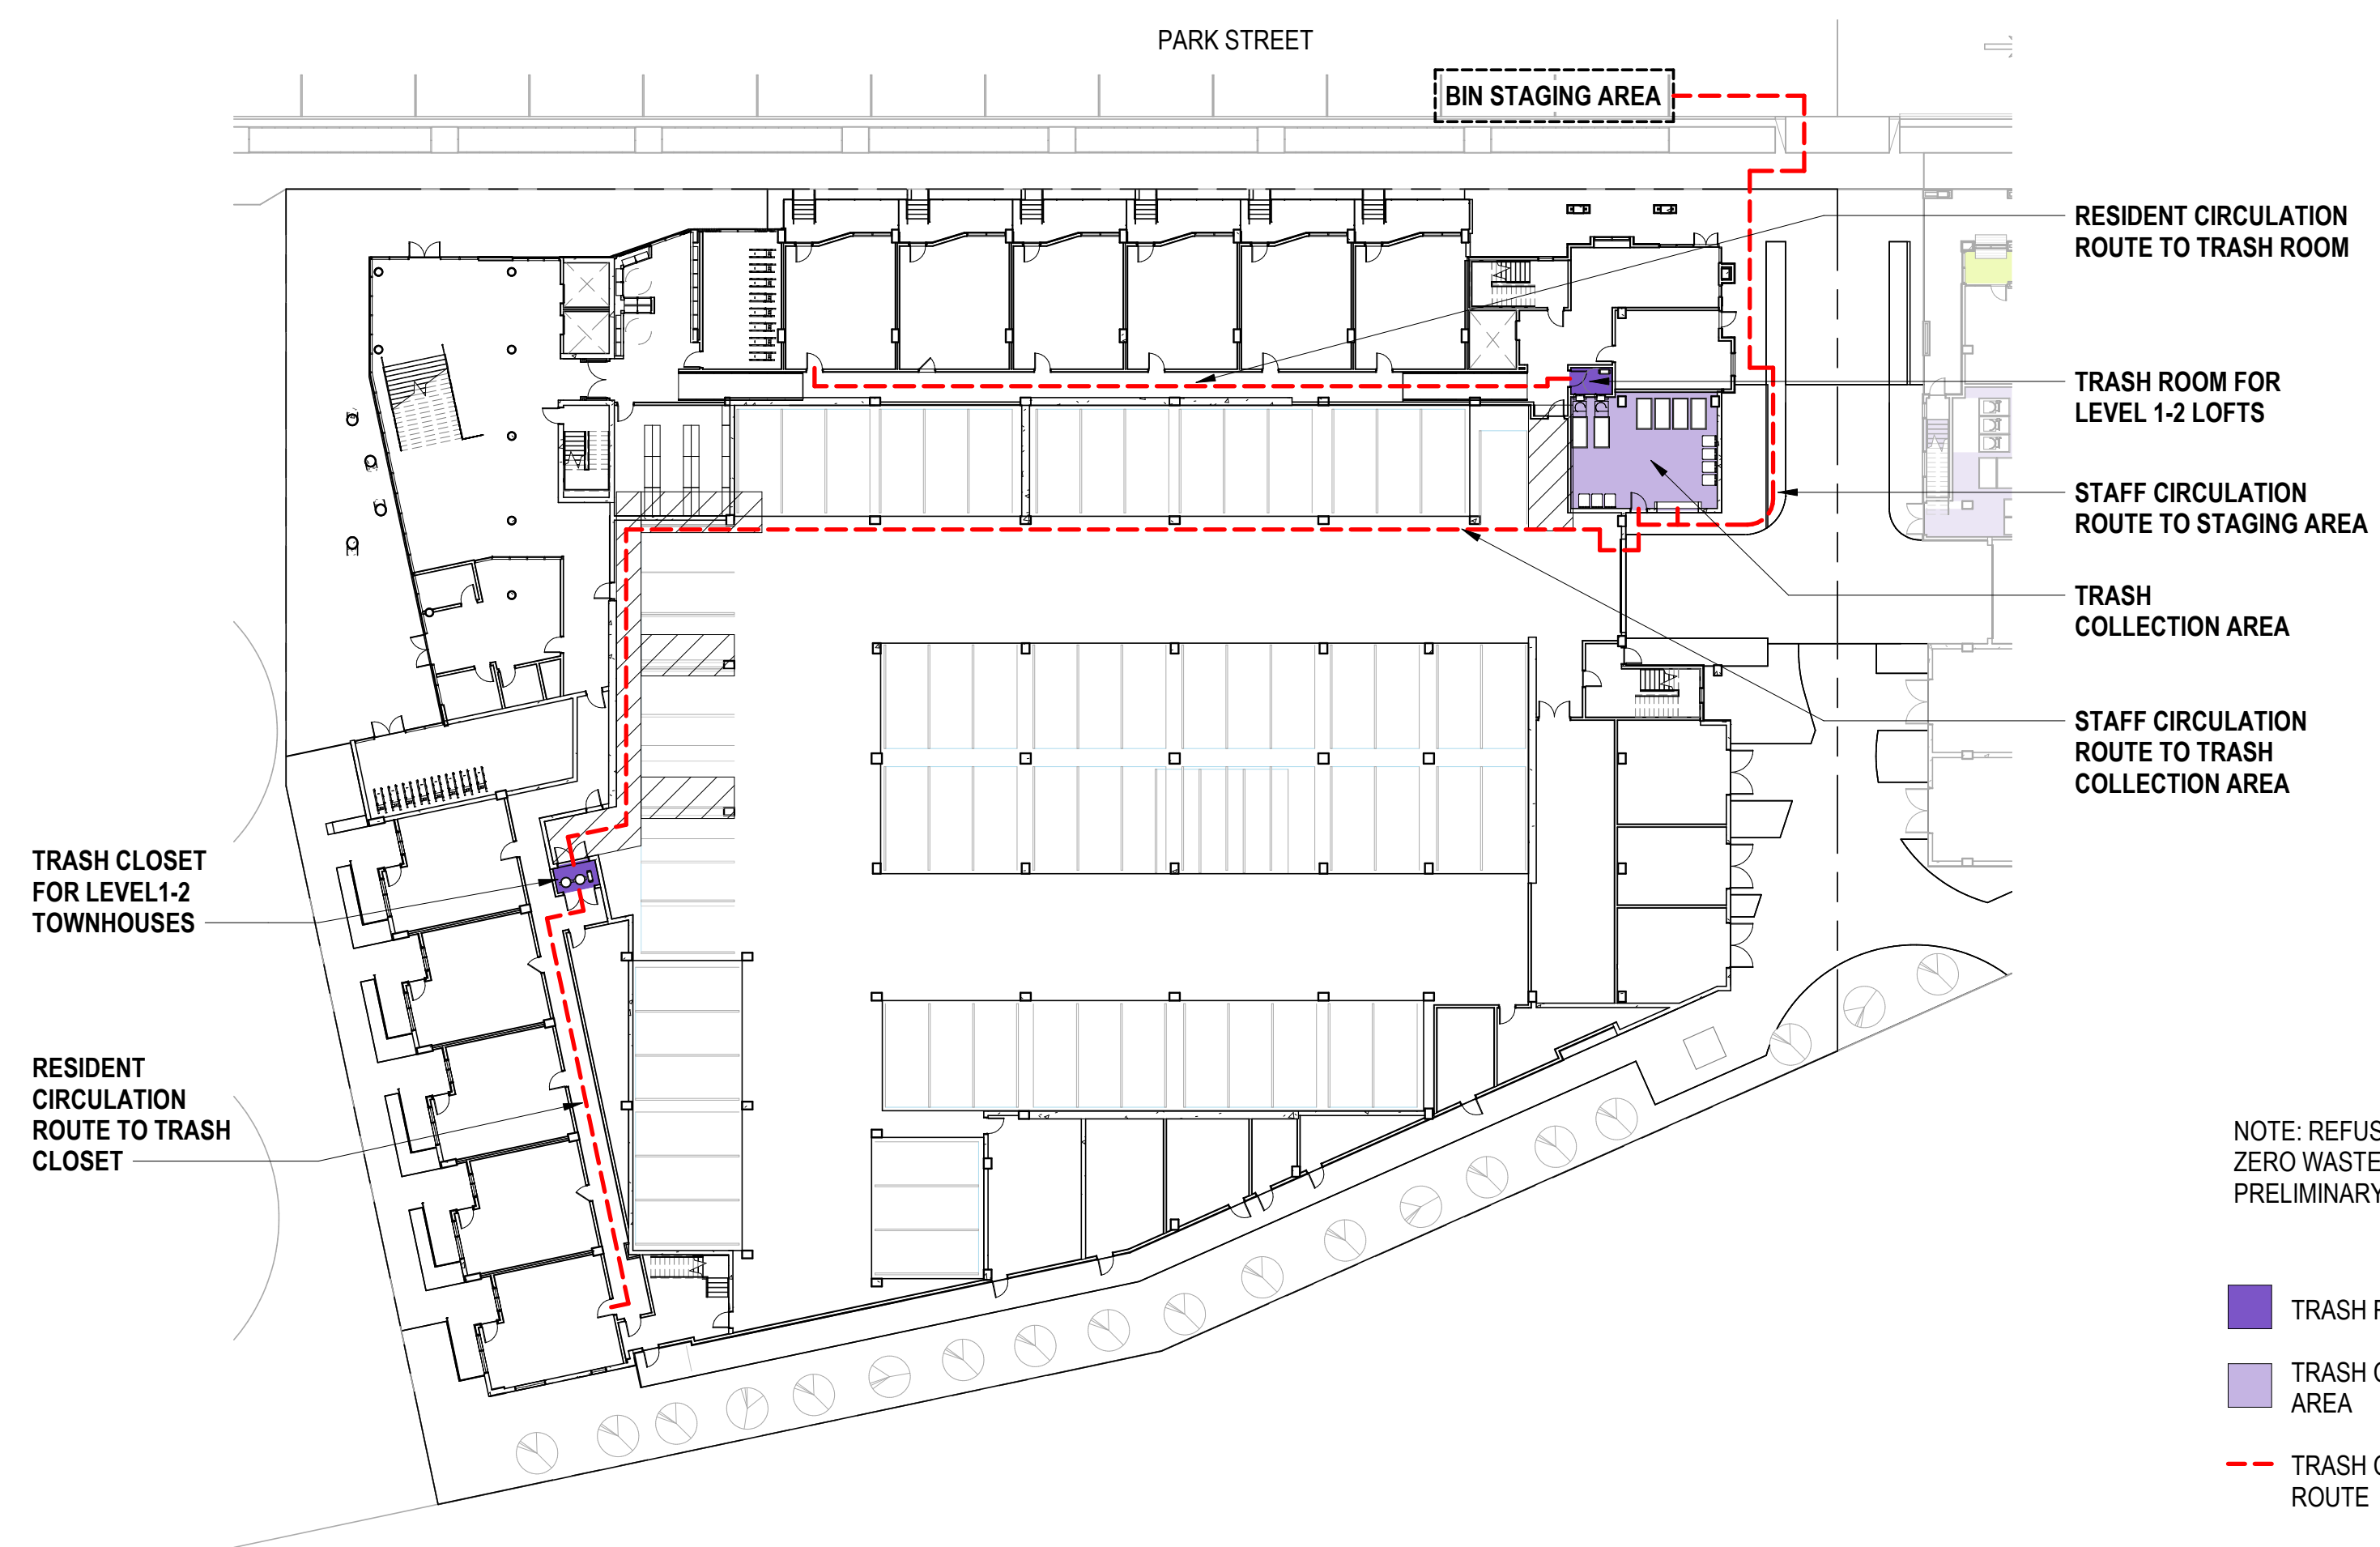 PARK STREET
BIN STAGING AREA
RESIDENT CIRCULATION
ROUTE TO TRASH ROOM
TRASH ROOM FOR
LEVEL 1-2 LOFTS
STAFF CIRCULATION
ROUTE TO STAGING AREA
TRASH
COLLECTION AREA
STAFF CIRCULATION
ROUTE TO TRASH
COLLECTION AREA
TRASH CLOSET
FOR LEVEL1-2
TOWNHOUSES
RESIDENT
CIRCULATION
ROUTE TO TRASH
CLOSET
NOTE: REFUS
ZERO WASTE
PRELIMINARY
TRASH
TRASH
AREA
TRASH
ROUTE